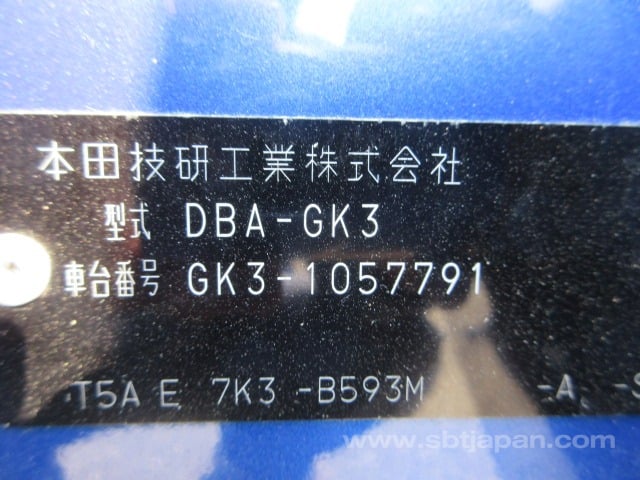 本田技研工業株式会社
型式 DBA-GK3
車台番号 GK3-1057791
T5A E 7K3 -B593M -A -S
www.sbtjapan.com